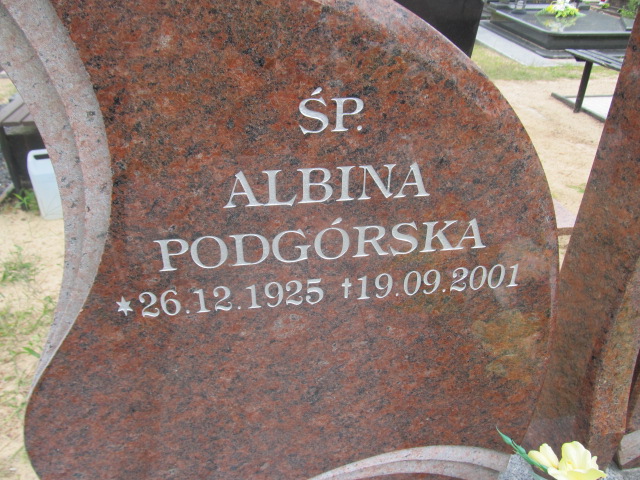 ŚP.
ALBINA
PODGÓRSKA
*26.12.1925 †19.09.2001